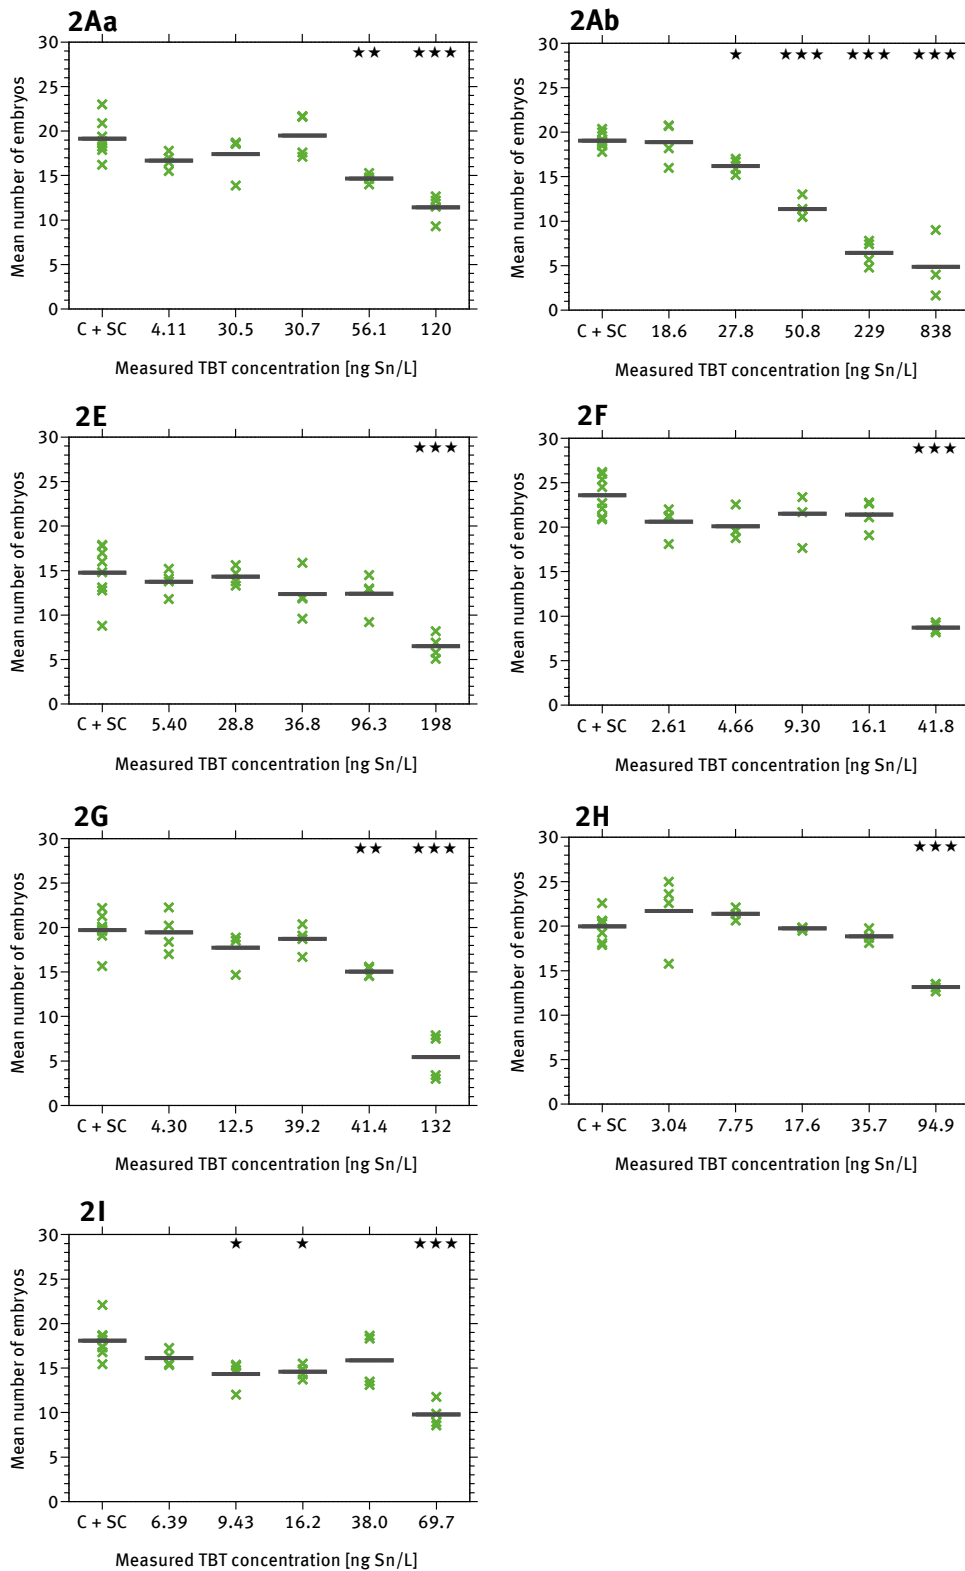 2Aa
★★ ★★★
Mean number of embryos
30
25
20
15
10
5
0
C + SC 4.11 30.5 30.7 56.1 120
Measured TBT concentration [ng Sn/L]
2Ab
★ ★★★ ★★★ ★★★
Mean number of embryos
30
25
20
15
10
5
0
C + SC 18.6 27.8 50.8 229 838
Measured TBT concentration [ng Sn/L]
2E
★★★
Mean number of embryos
30
25
20
15
10
5
0
C + SC 5.40 28.8 36.8 96.3 198
Measured TBT concentration [ng Sn/L]
2F
★★★
Mean number of embryos
30
25
20
15
10
5
0
C + SC 2.61 4.66 9.30 16.1 41.8
Measured TBT concentration [ng Sn/L]
2G
★★ ★★★
Mean number of embryos
30
25
20
15
10
5
0
C + SC 4.30 12.5 39.2 41.4 132
Measured TBT concentration [ng Sn/L]
2H
★★★
Mean number of embryos
30
25
20
15
10
5
0
C + SC 3.04 7.75 17.6 35.7 94.9
Measured TBT concentration [ng Sn/L]
2I
★ ★ ★★★
Mean number of embryos
30
25
20
15
10
5
0
C + SC 6.39 9.43 16.2 38.0 69.7
Measured TBT concentration [ng Sn/L]